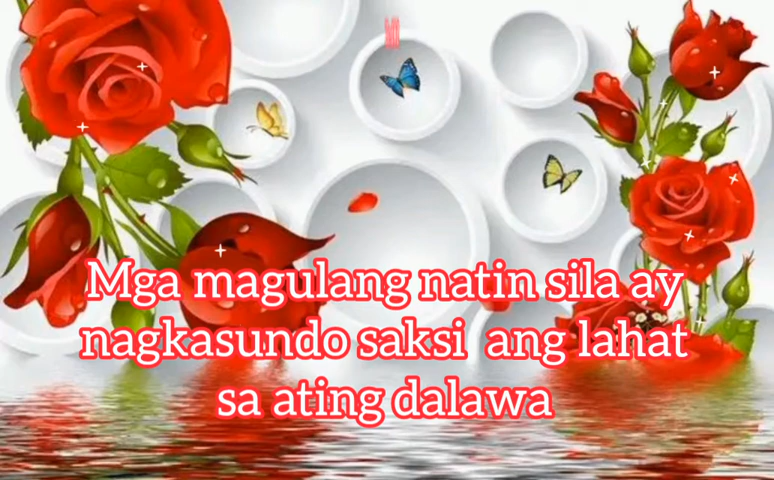 Mga magulang natin sila ay
nagkasundo saksi ang lahat
sa ating dalawa